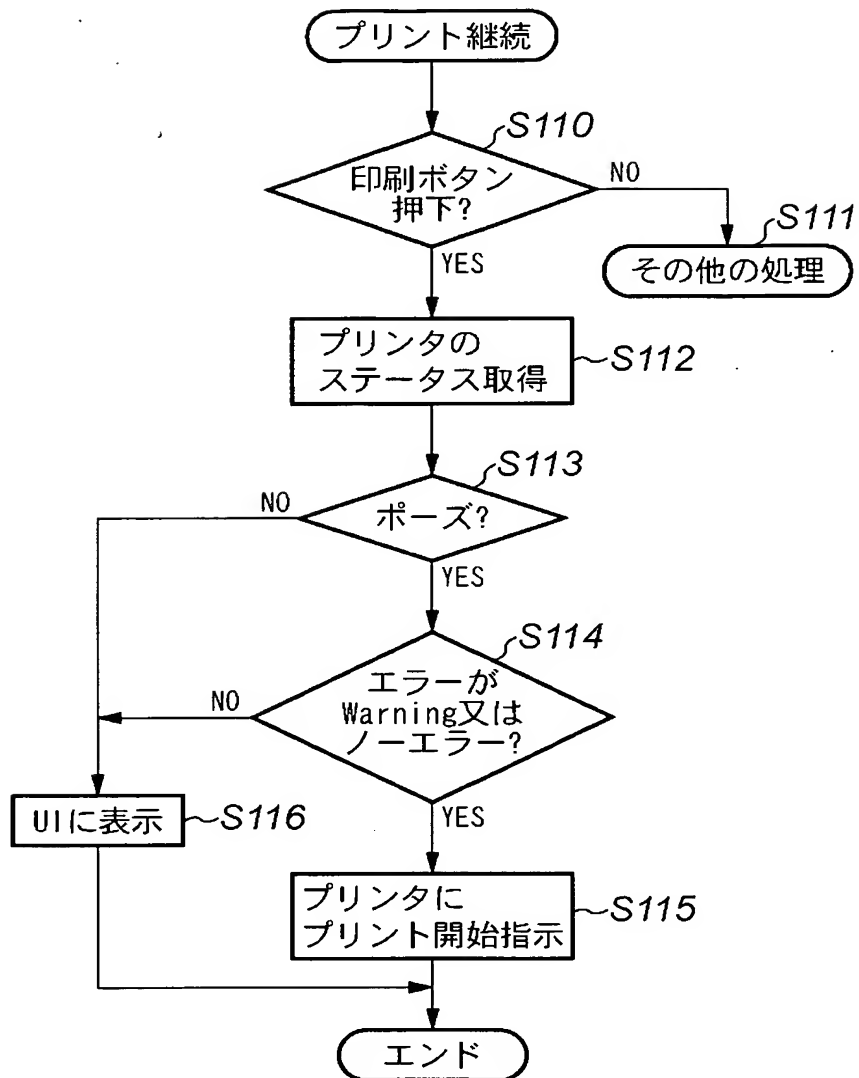 プリント継続
S110
印刷ボタン
押下?
NO
S111
その他の処理
YES
プリンタの
ステータス取得
S112
S113
NO
ポーズ?
YES
S114
エラーが
Warning又は
ノーエラー?
NO
YES
UIに表示
S116
プリンタに
プリント開始指示
S115
エンド